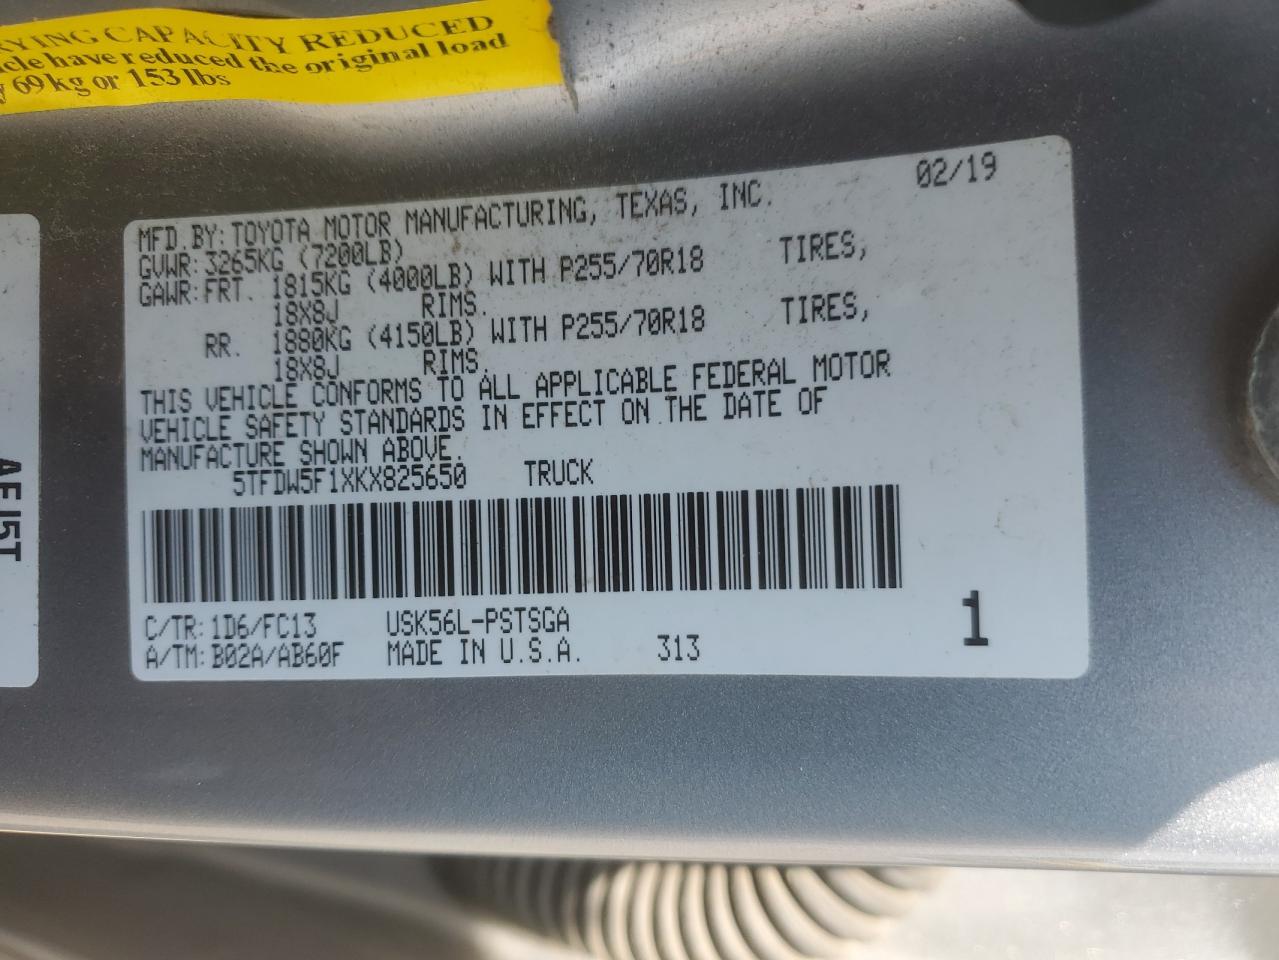 RYING CAPACITY REDUCED
icle have reduced the original load
y 69 kg or 153 lbs
MFD. BY: TOYOTA MOTOR MANUFACTURING, TEXAS, INC. 02/19
GVWR: 3265KG (7200LB)
GAWR: FRT. 1815KG (4000LB) WITH P255/70R18 TIRES,
18X8J RIMS.
RR. 1880KG (4150LB) WITH P255/70R18 TIRES,
18X8J RIMS.
THIS VEHICLE CONFORMS TO ALL APPLICABLE FEDERAL MOTOR
VEHICLE SAFETY STANDARDS IN EFFECT ON THE DATE OF
MANUFACTURE SHOWN ABOVE.
5TFDW5F1XKX825650 TRUCK
C/TR: 1D6/FC13 USK56L-PSTSGA
A/TM: B02A/AB60F MADE IN U.S.A. 313 1